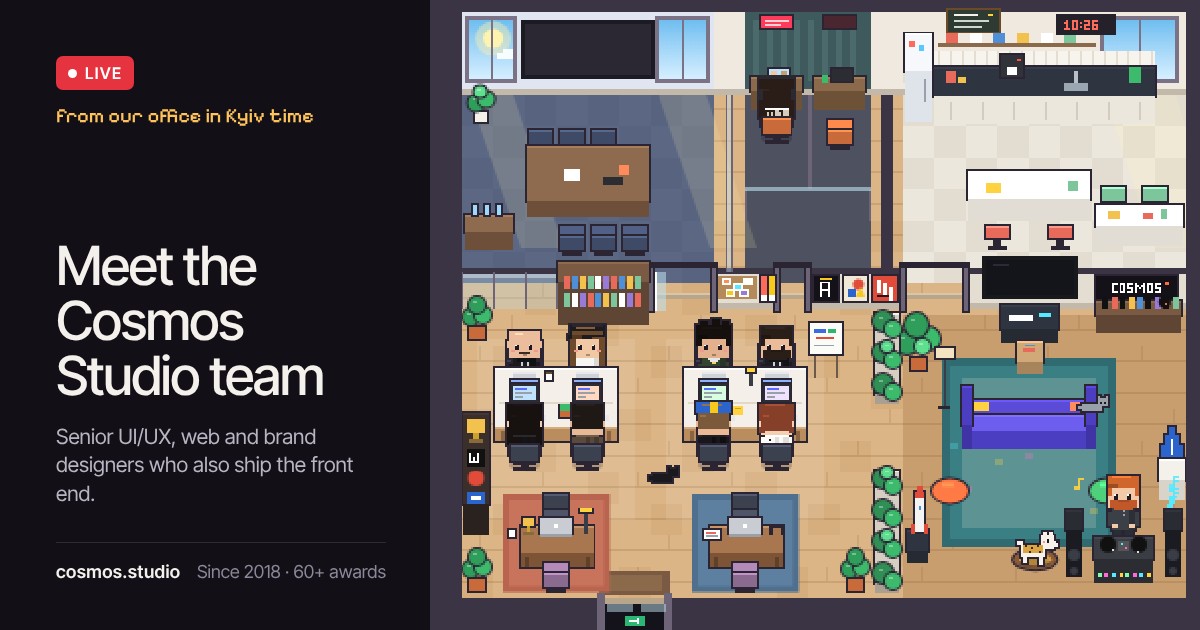 LIVE
from our office in Kyiv time
Meet the
Cosmos
Studio team
Senior UI/UX, web and brand
designers who also ship the front
end.
cosmos.studio
Since 2018 · 60+ awards
10:26
COSMOS
A
W